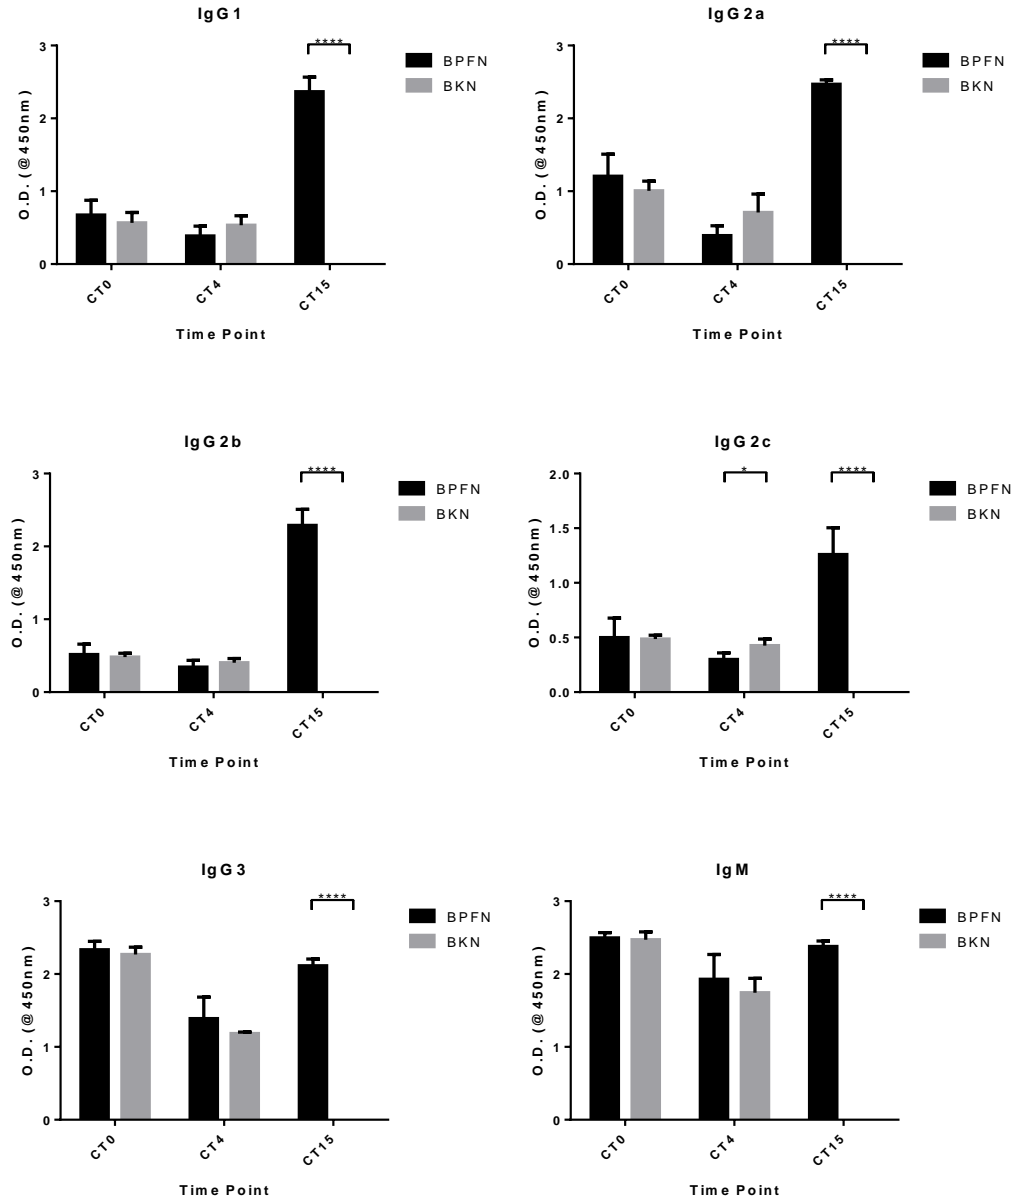 IgG1
****
3
2
1
0
O.D. (@450nm)
BPFN
BKN
CT0
CT4
CT15
Time Point
IgG2a
****
3
2
1
0
O.D. (@450nm)
BPFN
BKN
CT0
CT4
CT15
Time Point
IgG2b
****
3
2
1
0
O.D. (@450nm)
BPFN
BKN
CT0
CT4
CT15
Time Point
IgG2c
*
****
2.0
1.5
1.0
0.5
0.0
O.D. (@450nm)
BPFN
BKN
CT0
CT4
CT15
Time Point
IgG3
****
3
2
1
0
O.D. (@450nm)
BPFN
BKN
CT0
CT4
CT15
Time Point
IgM
****
3
2
1
0
O.D. (@450nm)
BPFN
BKN
CT0
CT4
CT15
Time Point